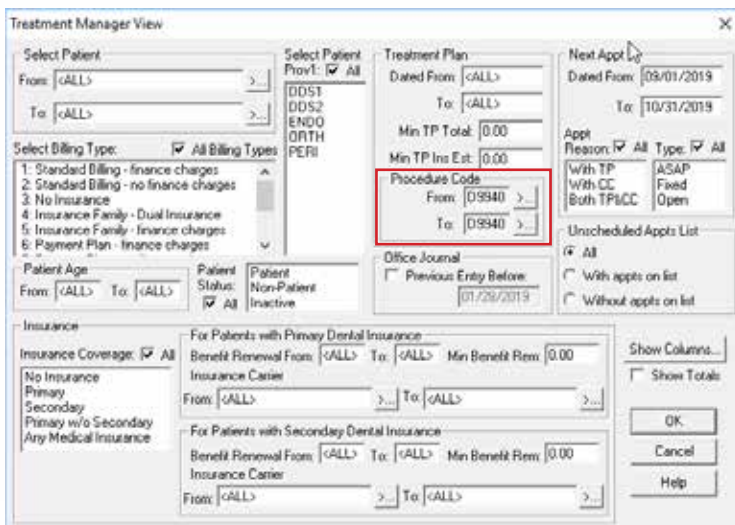 Treatment Manager View
Select Patient
From: <ALL>
>...
To: <ALL>
>...
Select Billing Type:
All Billing Types
1: Standard Billing - finance charges
2: Standard Billing - no finance charges
3: No Insurance
4: Insurance Family - Dual Insurance
5: Insurance Family - finance charges
6: Payment Plan - finance charges
Patient Age
From: <ALL> To: <ALL>
Patient Status:
All
Patient
Non-Patient
Inactive
Select Patient
Prov1: All
DDS1
DDS2
ENDO
ORTH
PERI
Treatment Plan
Dated From: <ALL>
To: <ALL>
Min TP Total: 0.00
Min TP Ins Est: 0.00
Procedure Code
From: D9940 >...
To: D9940 >...
Office Journal
Previous Entry Before:
01/28/2019
Next Appt
Dated From: 09/01/2019
To: 10/31/2019
Appt
Reason: All Type: All
With TP
With CC
Both TP&CC
ASAP
Fixed
Open
Unscheduled Appts List
All
With appts on list
Without appts on list
Insurance
Insurance Coverage: All
No Insurance
Primary
Secondary
Primary w/o Secondary
Any Medical Insurance
For Patients with Primary Dental Insurance
Benefit Renewal From: <ALL> To: <ALL> Min Benefit Rem: 0.00
Insurance Carrier
From: <ALL> >... To: <ALL> >...
For Patients with Secondary Dental Insurance
Benefit Renewal From: <ALL> To: <ALL> Min Benefit Rem: 0.00
Insurance Carrier
From: <ALL> >... To: <ALL> >...
Show Columns...
Show Totals
OK
Cancel
Help